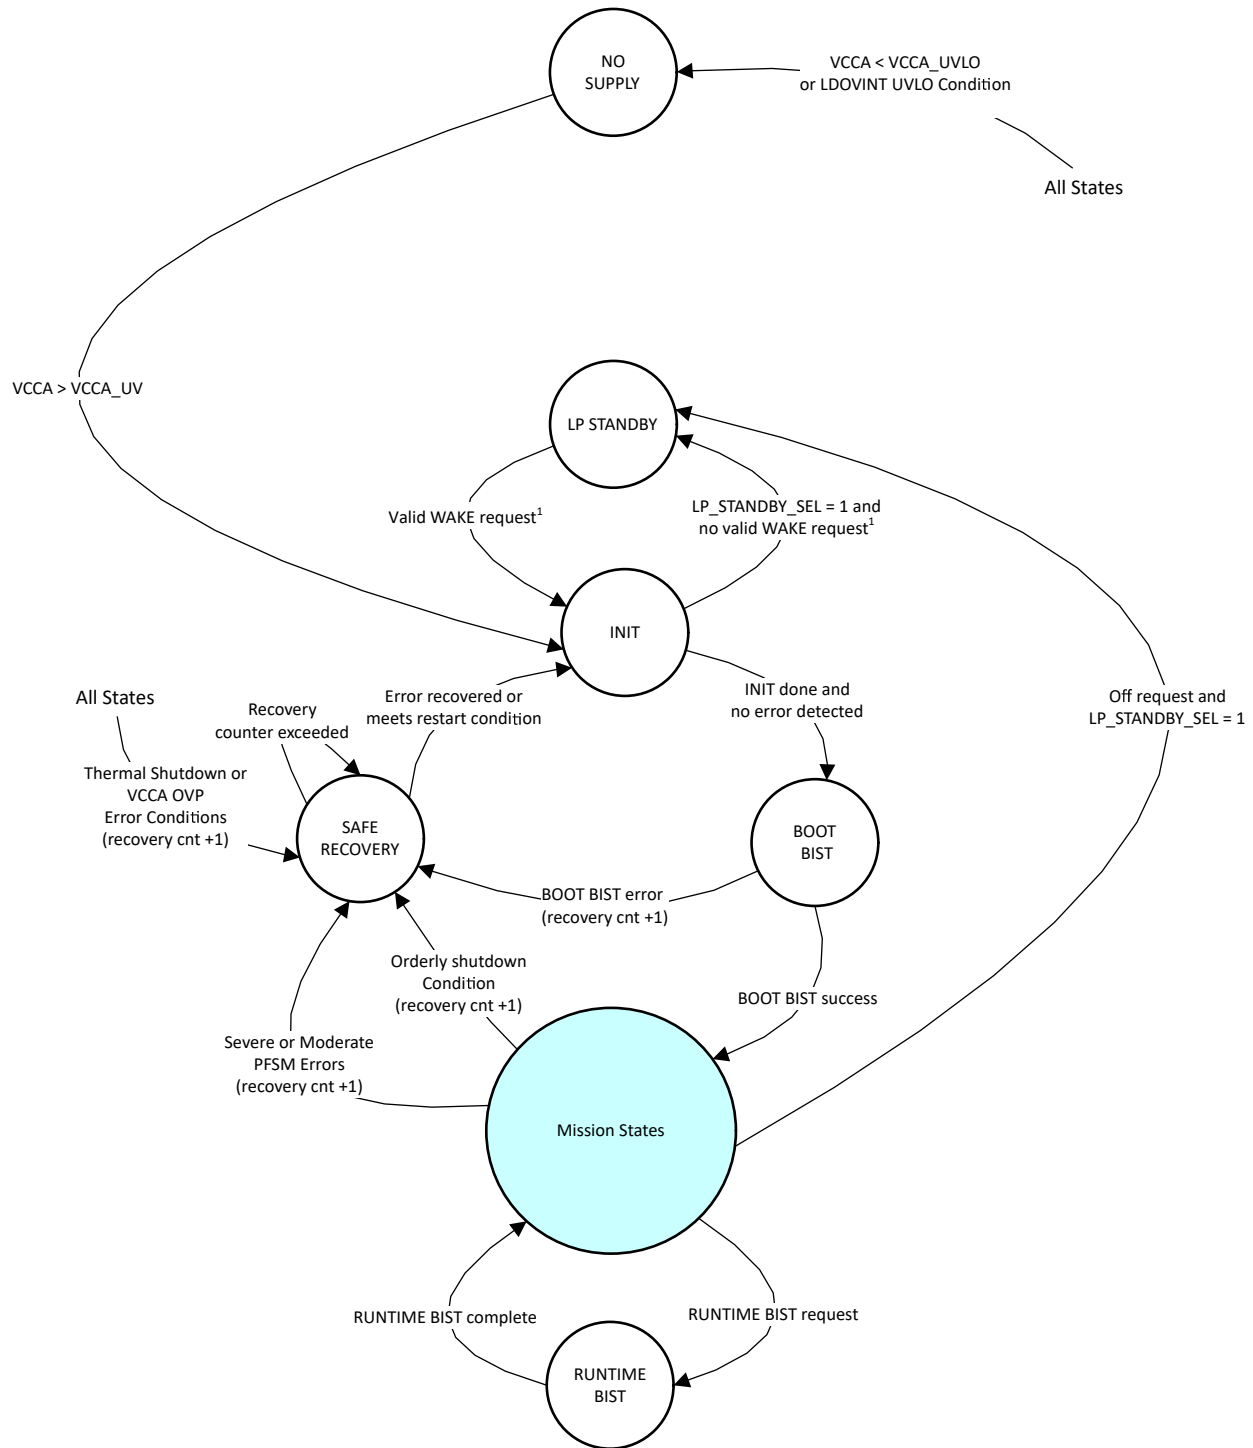 NO
SUPPLY
VCCA < VCCA_UVLO
or LDOVINT UVLO Condition
All States
VCCA > VCCA_UV
LP STANDBY
Valid WAKE request¹
LP_STANDBY_SEL = 1 and
no valid WAKE request¹
INIT
All States
Recovery
counter exceeded
Error recovered or
meets restart condition
INIT done and
no error detected
Off request and
LP_STANDBY_SEL = 1
Thermal Shutdown or
VCCA OVP
Error Conditions
(recovery cnt +1)
SAFE
RECOVERY
BOOT
BIST
BOOT BIST error
(recovery cnt +1)
Orderly shutdown
Condition
(recovery cnt +1)
BOOT BIST success
Severe or Moderate
PFSM Errors
(recovery cnt +1)
Mission States
RUNTIME BIST complete
RUNTIME BIST request
RUNTIME
BIST